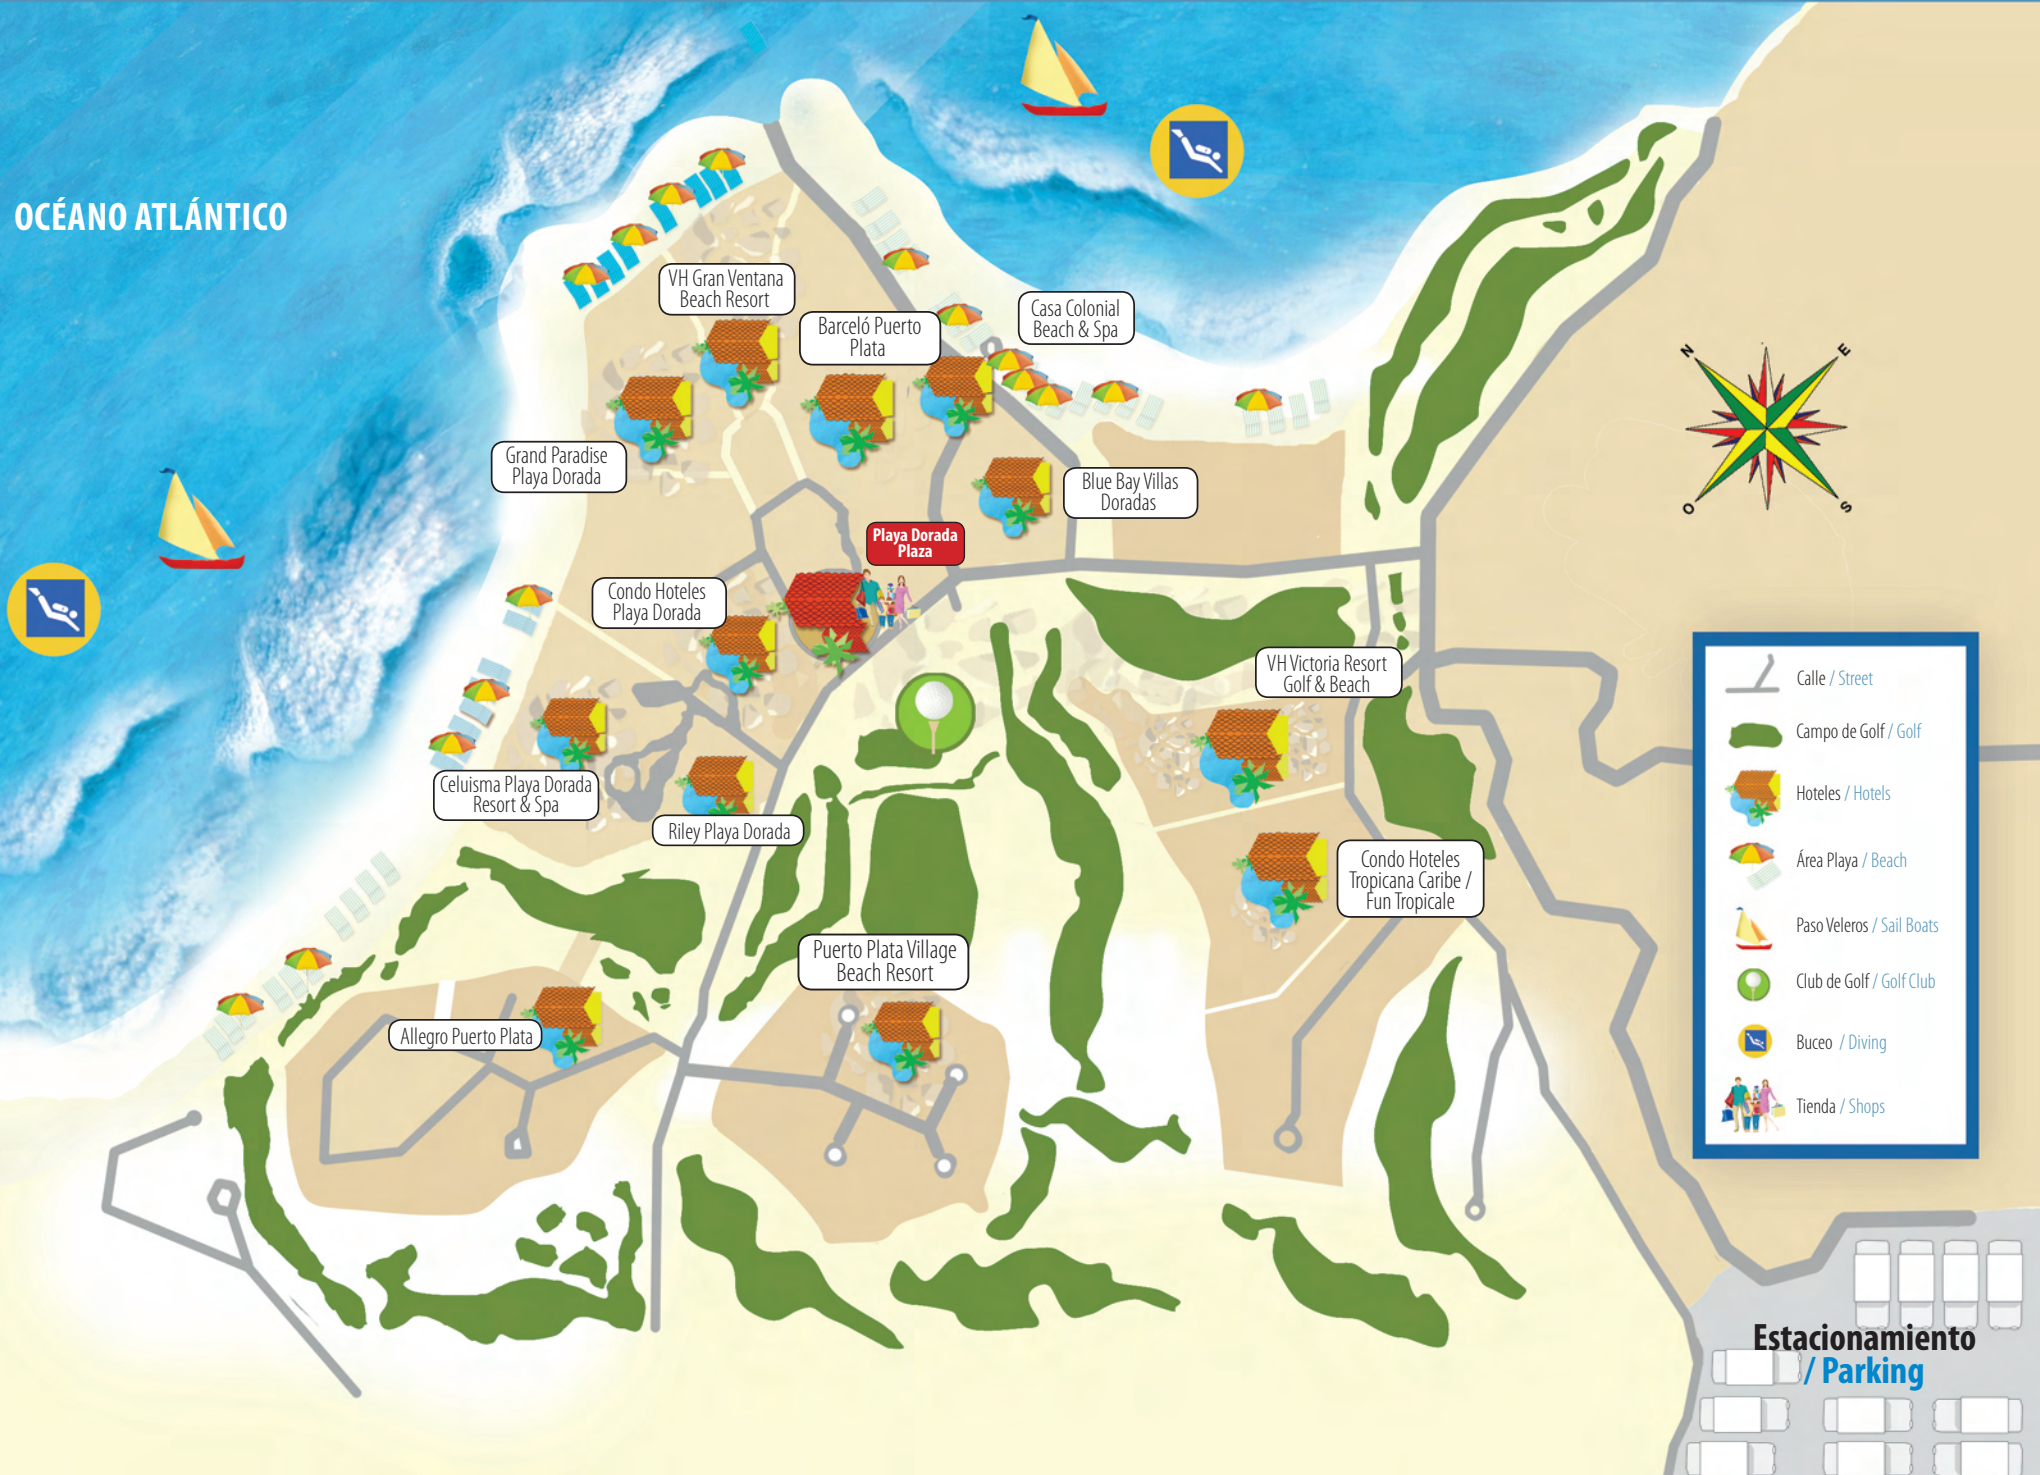 OCÉANO ATLÁNTICO
VH Gran Ventana
Beach Resort
Barceló Puerto
Plata
Casa Colonial
Beach & Spa
Grand Paradise
Playa Dorada
Blue Bay Villas
Doradas
Playa Dorada
Plaza
Condo Hoteles
Playa Dorada
VH Victoria Resort
Golf & Beach
Celuisma Playa Dorada
Resort & Spa
Riley Playa Dorada
Condo Hoteles
Tropicana Caribe /
Fun Tropicale
Puerto Plata Village
Beach Resort
Allegro Puerto Plata
N
E
O
S
Calle / Street
Campo de Golf / Golf
Hoteles / Hotels
Área Playa / Beach
Paso Veleros / Sail Boats
Club de Golf / Golf Club
Buceo / Diving
Tienda / Shops
Estacionamiento
/ Parking